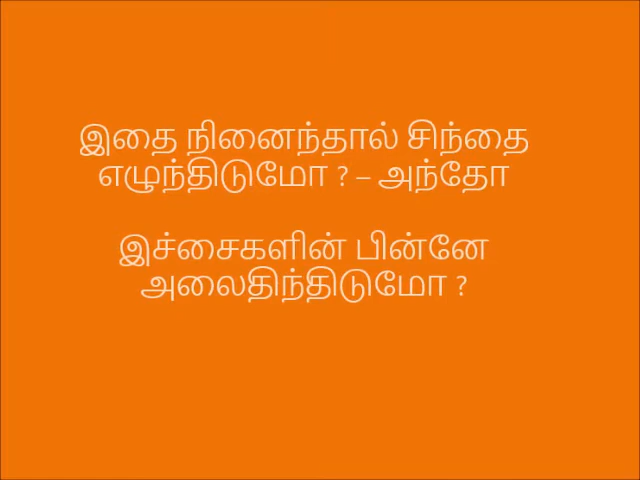 இதை நினைந்தால் சிந்தை
எழுந்திடுமோ ? – அந்தோ
இச்சைகளின் பின்னே
அலைதிந்திடுமோ ?